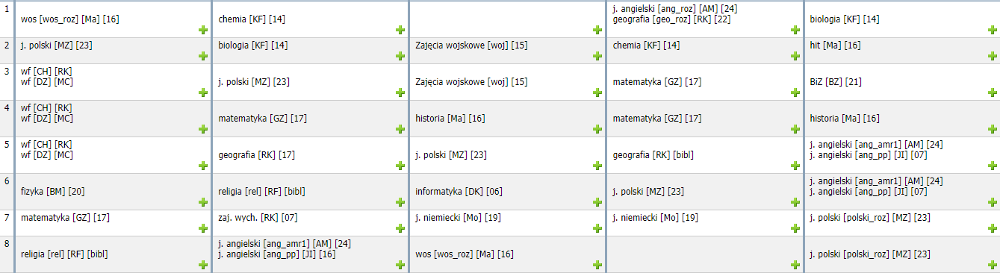 1
wos [wos_roz] [Ma] [16]
chemia [KF] [14]
j. angielski [ang_roz] [AM] [24]
geografia [geo_roz] [RK] [22]
biologia [KF] [14]
2
j. polski [MZ] [23]
biologia [KF] [14]
Zajęcia wojskowe [woj] [15]
chemia [KF] [14]
hit [Ma] [16]
3
wf [CH] [RK]
wf [DZ] [MC]
j. polski [MZ] [23]
Zajęcia wojskowe [woj] [15]
matematyka [GZ] [17]
BiZ [BZ] [21]
4
wf [CH] [RK]
wf [DZ] [MC]
matematyka [GZ] [17]
historia [Ma] [16]
matematyka [GZ] [17]
historia [Ma] [16]
5
wf [CH] [RK]
wf [DZ] [MC]
geografia [RK] [17]
j. polski [MZ] [23]
geografia [RK] [bibl]
j. angielski [ang_amr1] [AM] [24]
j. angielski [ang_pp] [JI] [07]
6
fizyka [BM] [20]
religia [rel] [RF] [bibl]
informatyka [DK] [06]
j. polski [MZ] [23]
j. angielski [ang_amr1] [AM] [24]
j. angielski [ang_pp] [JI] [07]
7
matematyka [GZ] [17]
zaj. wych. [RK] [07]
j. niemiecki [Mo] [19]
j. niemiecki [Mo] [19]
j. polski [polski_roz] [MZ] [23]
8
religia [rel] [RF] [bibl]
j. angielski [ang_amr1] [AM] [24]
j. angielski [ang_pp] [JI] [16]
wos [wos_roz] [Ma] [16]
j. polski [polski_roz] [MZ] [23]